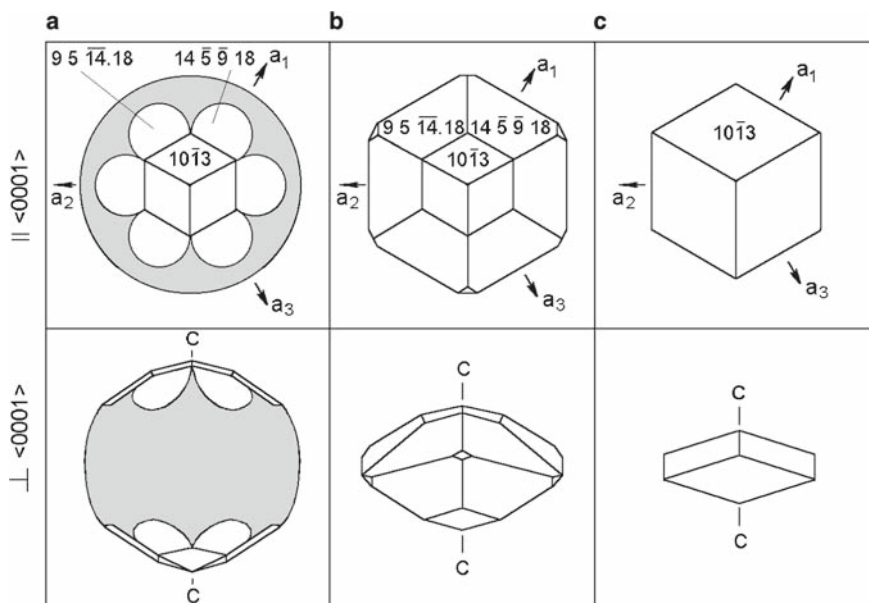 a
b
c
9 5 1̅4̅.18
14 5̅ 9̅ 18
a₁
101̅3
a₂
a₃
9 5 1̅4̅.18
14 5̅ 9̅ 18
a₁
101̅3
a₂
a₃
a₁
101̅3
a₂
a₃
|| <0001>
C
C
C
C
C
C
⊥ <0001>